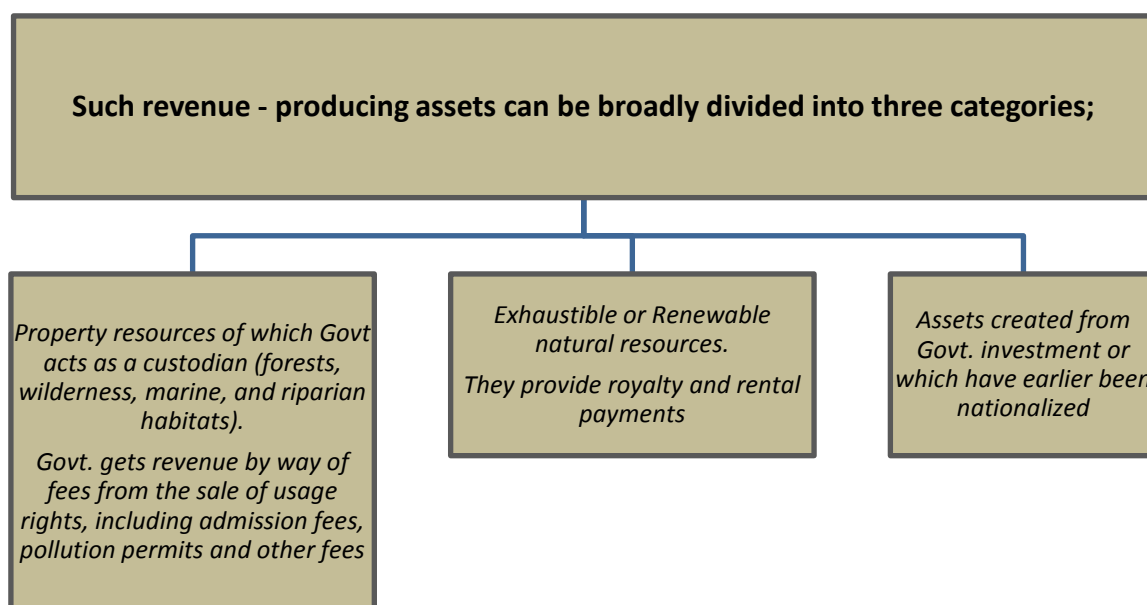 Such revenue - producing assets can be broadly divided into three categories;
Property resources of which Govt
acts as a custodian (forests,
wilderness, marine, and riparian
habitats).
Govt. gets revenue by way of
fees from the sale of usage
rights, including admission fees,
pollution permits and other fees
Exhaustible or Renewable
natural resources.
They provide royalty and rental
payments
Assets created from
Govt. investment or
which have earlier been
nationalized